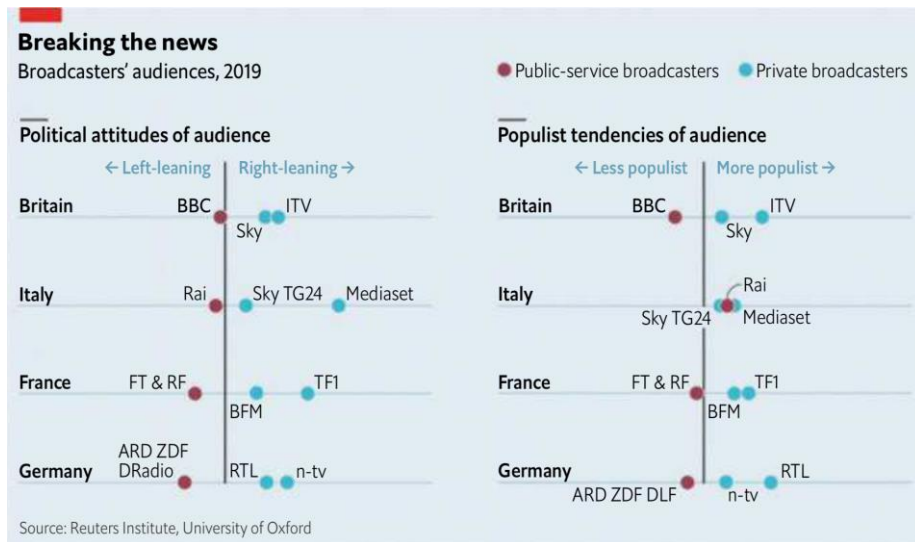 Breaking the news
Broadcasters' audiences, 2019
Public-service broadcasters
Private broadcasters
Political attitudes of audience
← Left-leaning
Right-leaning →
Britain
BBC
Sky
ITV
Italy
Rai
Sky TG24
Mediaset
France
FT & RF
BFM
TF1
Germany
ARD ZDF
DRadio
RTL
n-tv
Populist tendencies of audience
← Less populist
More populist →
Britain
BBC
Sky
ITV
Italy
Rai
Sky TG24
Mediaset
France
FT & RF
BFM
TF1
Germany
ARD ZDF DLF
n-tv
RTL
Source: Reuters Institute, University of Oxford